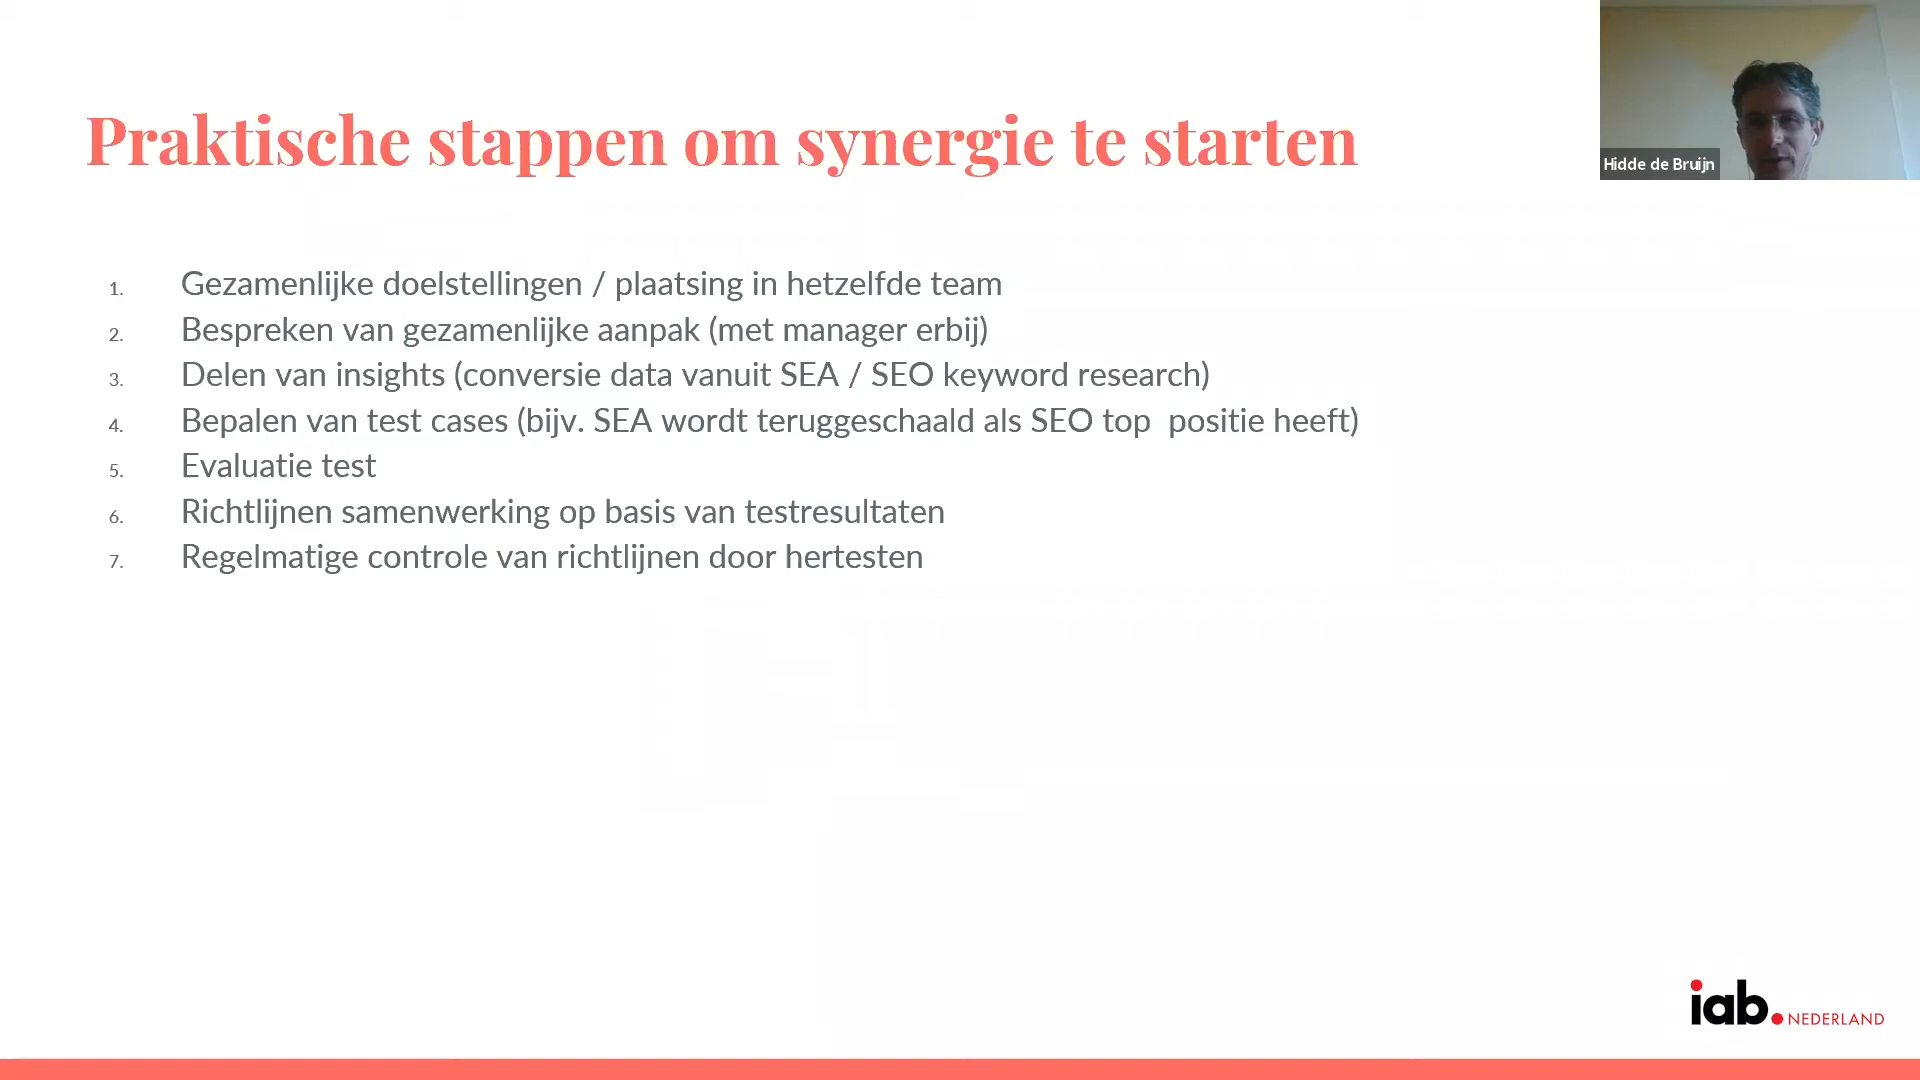 Praktische stappen om synergie te starten
Hidde de Bruijn
1. Gezamenlijke doelstellingen / plaatsing in hetzelfde team
2. Bespreken van gezamenlijke aanpak (met manager erbij)
3. Delen van insights (conversie data vanuit SEA / SEO keyword research)
4. Bepalen van test cases (bijv. SEA wordt teruggeschaald als SEO top  positie heeft)
5. Evaluatie test
6. Richtlijnen samenwerking op basis van testresultaten
7. Regelmatige controle van richtlijnen door hertesten
iab. NEDERLAND